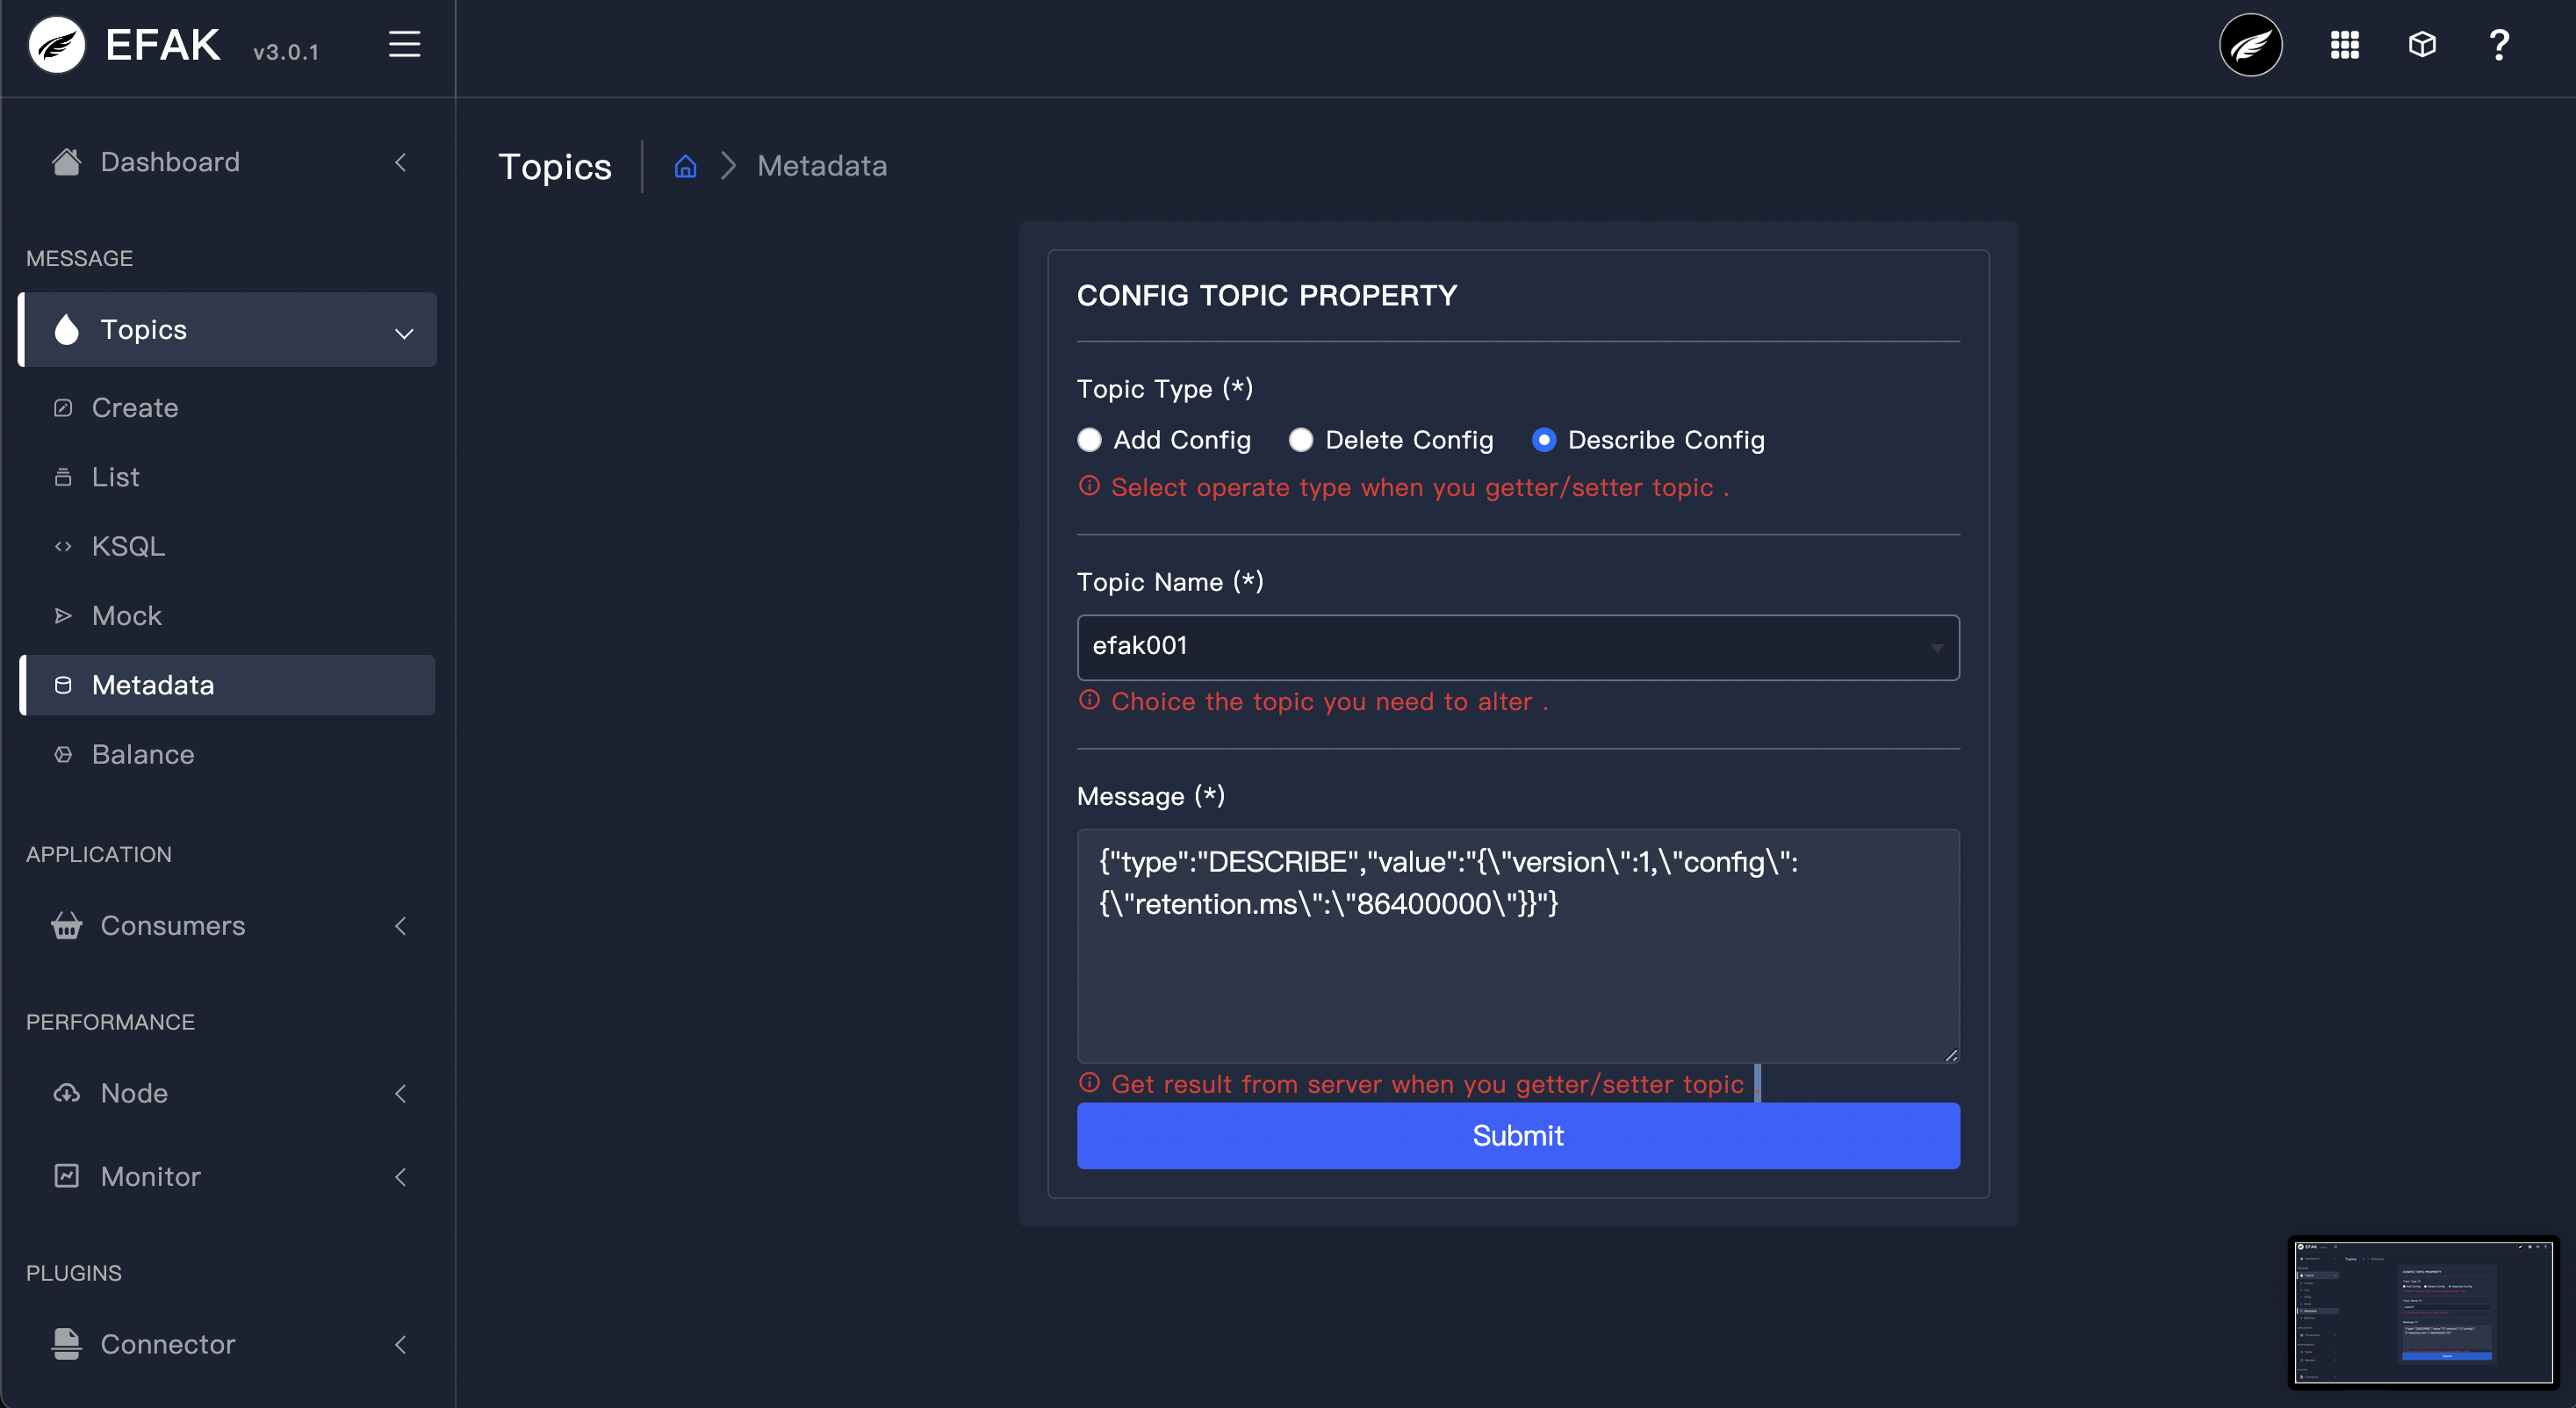 EFAK v3.0.1
Dashboard
MESSAGE
Topics
Create
List
KSQL
Mock
Metadata
Balance
APPLICATION
Consumers
PERFORMANCE
Node
Monitor
PLUGINS
Connector
Topics
Metadata
CONFIG TOPIC PROPERTY
Topic Type (*)
Add Config Delete Config Describe Config
Select operate type when you getter/setter topic .
Topic Name (*)
efak001
Choice the topic you need to alter .
Message (*)
{"type":"DESCRIBE","value":"{\"version\":1,\"config\":
{\"retention.ms\":\"86400000\"}}"}
Get result from server when you getter/setter topic .
Submit